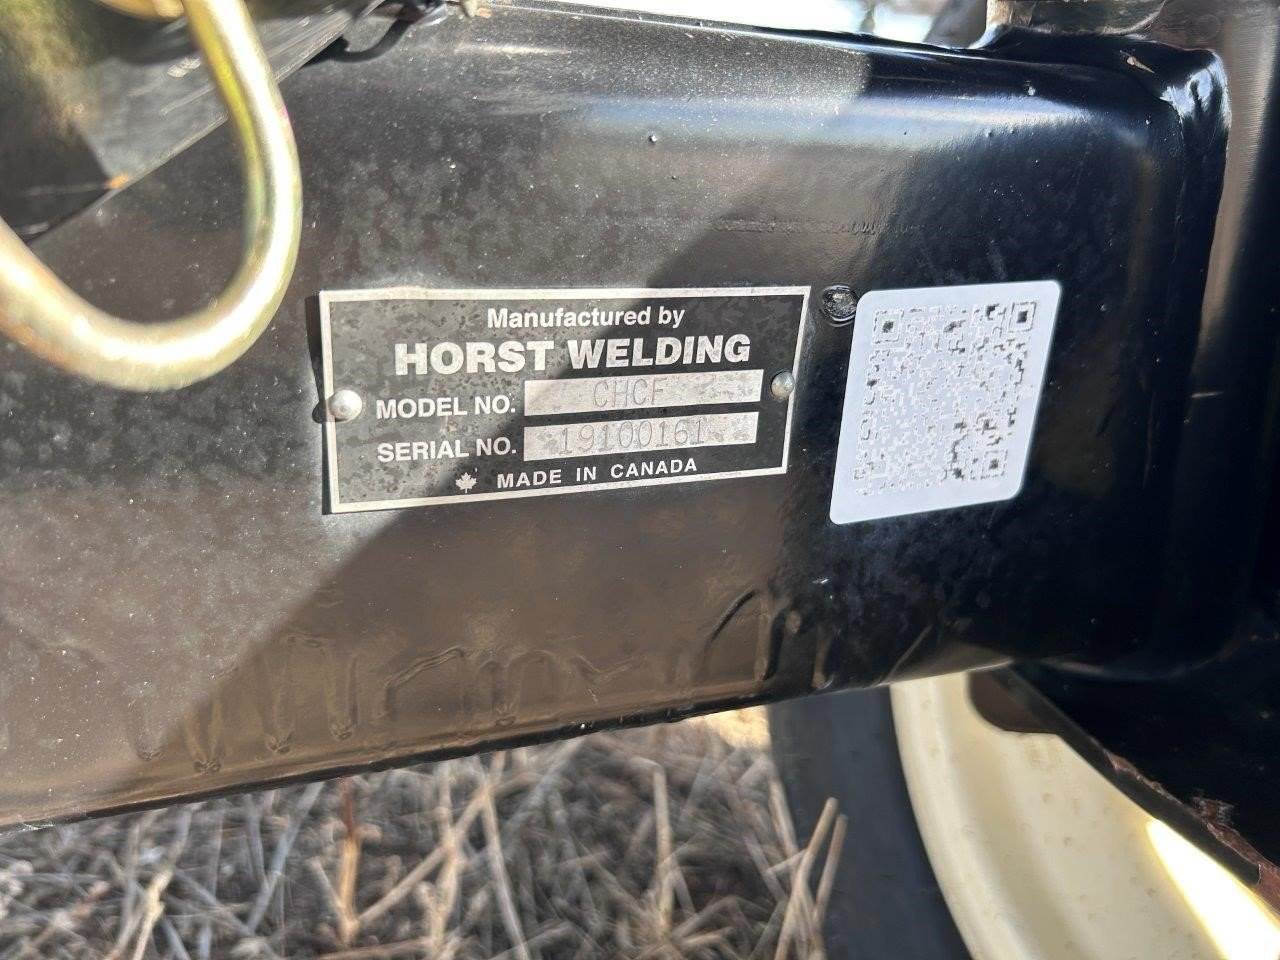 Manufactured by
HORST WELDING
MODEL NO. CHCF
SERIAL NO. 19100161
MADE IN CANADA